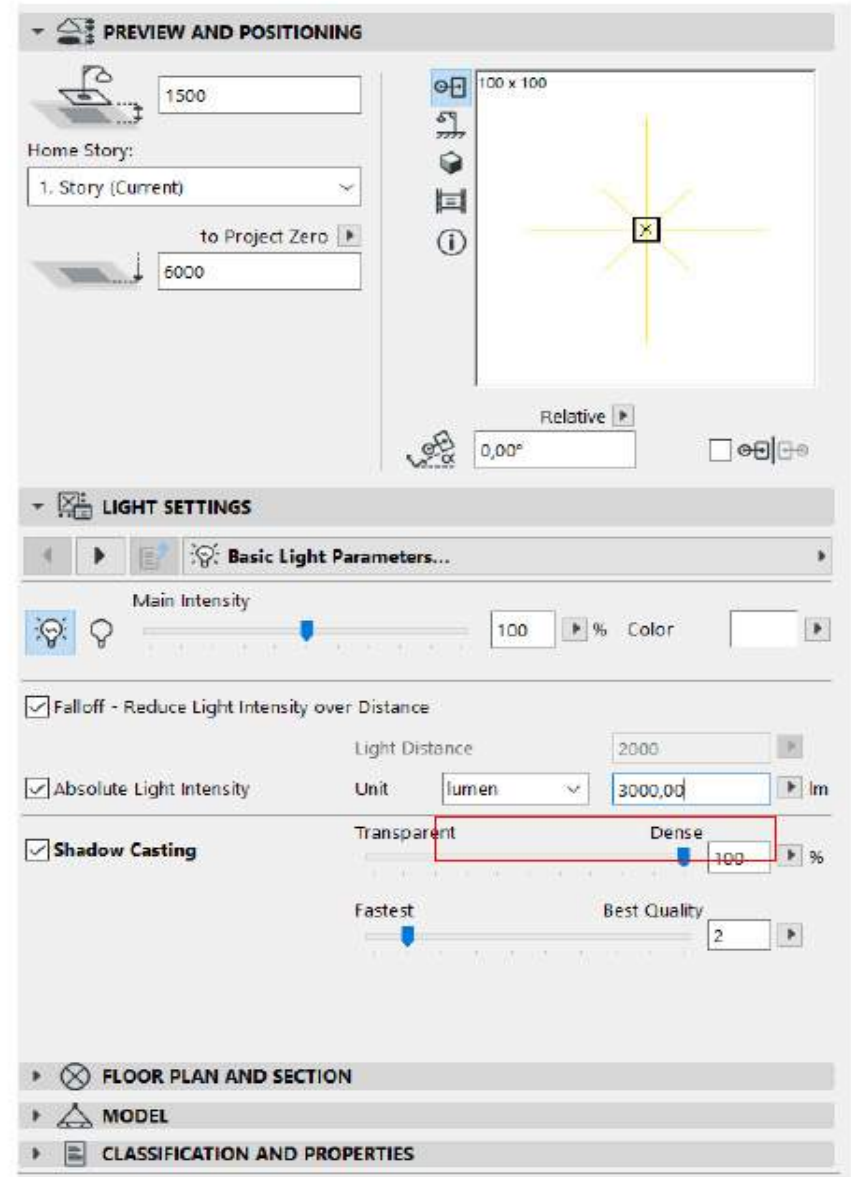 PREVIEW AND POSITIONING
1500
100 x 100
Home Story:
1. Story (Current)
to Project Zero
6000
Relative
0,00°
LIGHT SETTINGS
Basic Light Parameters...
Main Intensity
100 % Color
Falloff - Reduce Light Intensity over Distance
Light Distance 2000
Absolute Light Intensity Unit lumen 3000,00 lm
Transparent Dense
Shadow Casting 100 %
Fastest Best Quality
2
FLOOR PLAN AND SECTION
MODEL
CLASSIFICATION AND PROPERTIES